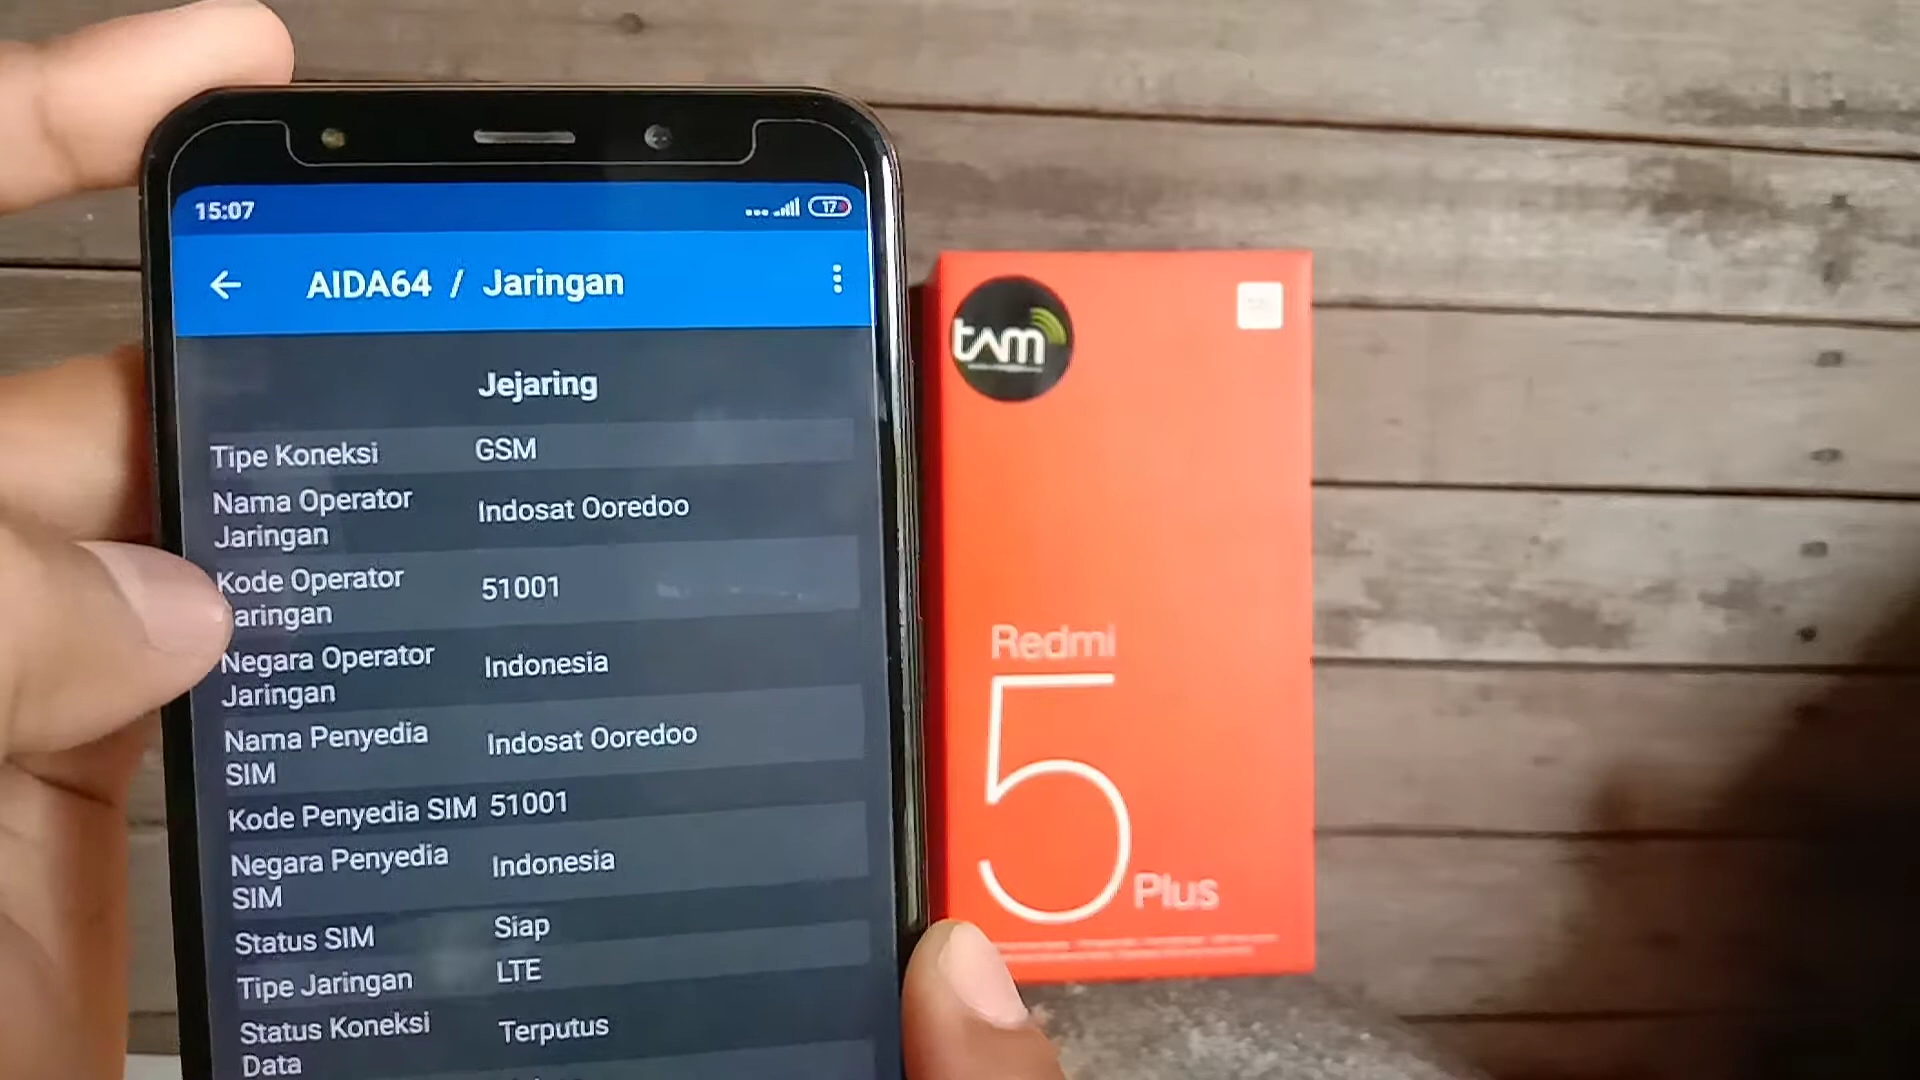 15:07
17
AIDA64 / Jaringan
Jejaring
Tipe Koneksi GSM
Nama Operator
Jaringan
Indosat Ooredoo
Kode Operator
aringan
51001
Negara Operator
Jaringan
Indonesia
Nama Penyedia
SIM
Indosat Ooredoo
Kode Penyedia SIM 51001
Negara Penyedia
SIM
Indonesia
Status SIM Siap
Tipe Jaringan LTE
Status Koneksi
Data
Terputus
tam
Redmi
5
Plus